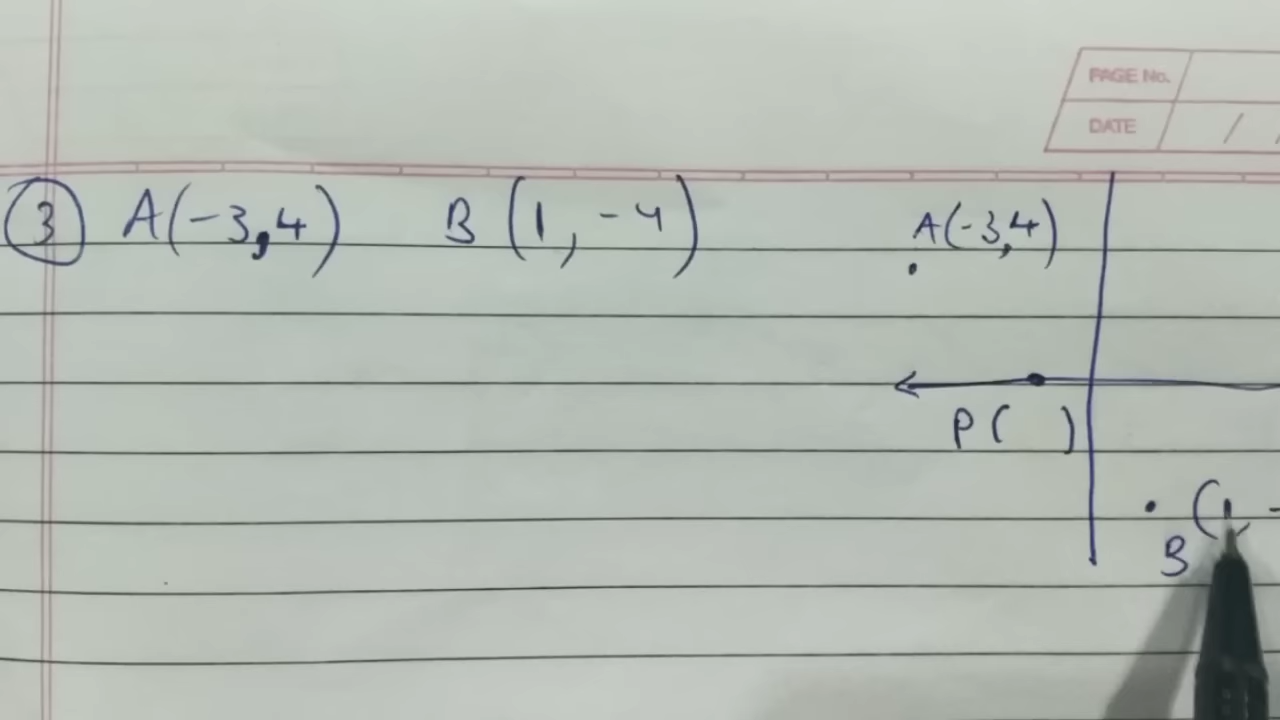 PAGE No.
DATE / /
3 A(-3,4) B (1, -4) A(-3,4)
P ( )
(1, -
B